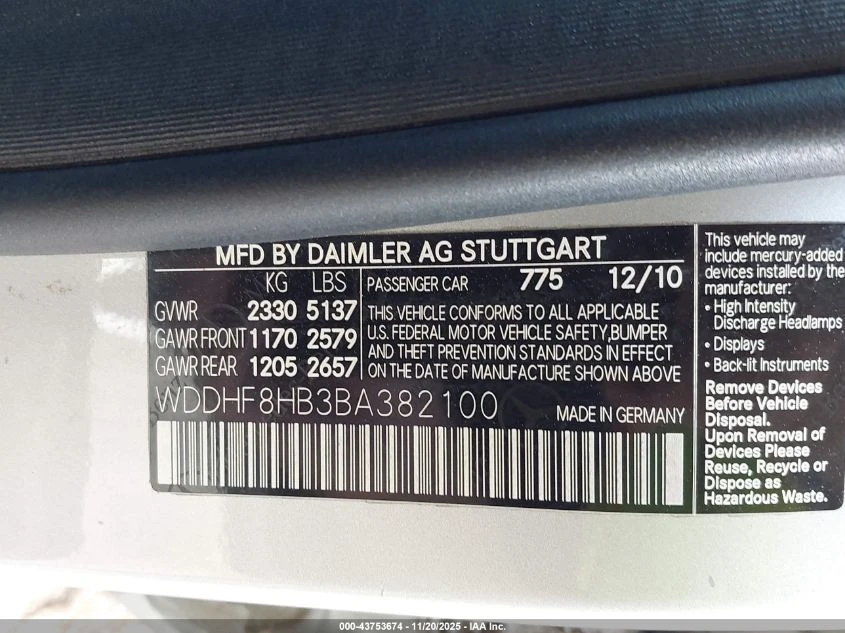 MFD BY DAIMLER AG STUTTGART
KG LBS
GVWR 2330 5137
GAWR FRONT 1170 2579
GAWR REAR 1205 2657
PASSENGER CAR 775 12/10
THIS VEHICLE CONFORMS TO ALL APPLICABLE
U.S. FEDERAL MOTOR VEHICLE SAFETY,BUMPER
AND THEFT PREVENTION STANDARDS IN EFFECT
ON THE DATE OF MANUFACTURE SHOWN ABOVE
WDDHF8HB3BA382100
MADE IN GERMANY
This vehicle may
include mercury-added
devices installed by the
manufacturer:
• High Intensity
Discharge Headlamps
• Displays
• Back-lit Instruments
Remove Devices
Before Vehicle
Disposal.
Upon Removal of
Devices Please
Reuse, Recycle or
Dispose as
Hazardous Waste.
000-43753674 - 11/20/2025 - IAA Inc.